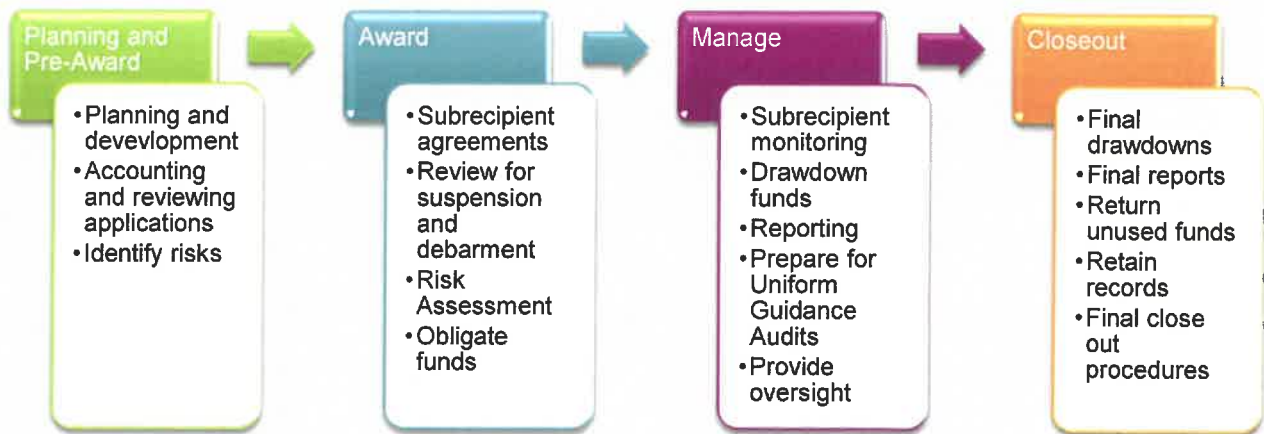 Planning and
Pre-Award
• Planning and
devevlopment
• Accounting
and reviewing
applications
• Identify risks
Award
• Subrecipient
agreements
• Review for
suspension
and
debarment
• Risk
Assessment
• Obligate
funds
Manage
• Subrecipient
monitoring
• Drawdown
funds
• Reporting
• Prepare for
Uniform
Guidance
Audits
• Provide
oversight
Closeout
• Final
drawdowns
• Final reports
• Return
unused funds
• Retain
records
• Final close
out
procedures